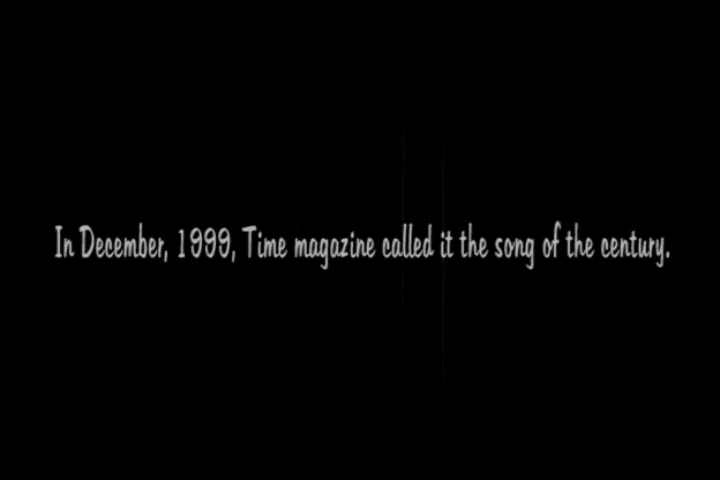 In December, 1999, Time magazine called it the song of the century.